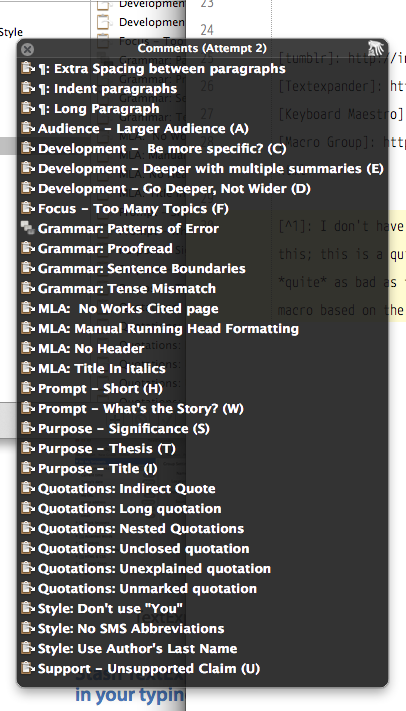 Style
Development
Development
Focus – Too
23
24
Comments (Attempt 2)
¶: Extra Spacing between paragraphs
¶: Indent paragraphs
¶: Long Paragraph
Audience – Larger Audience (A)
Development – Be more specific? (C)
Development – Deeper with multiple summaries (E)
Development – Go Deeper, Not Wider (D)
Focus – Too Many Topics (F)
Grammar: Patterns of Error
Grammar: Proofread
Grammar: Sentence Boundaries
Grammar: Tense Mismatch
MLA:  No Works Cited page
MLA: Manual Running Head Formatting
MLA: No Header
MLA: Title In Italics
Prompt – Short (H)
Prompt – What's the Story? (W)
Purpose – Significance (S)
Purpose – Thesis (T)
Purpose – Title (I)
Quotations: Indirect Quote
Quotations: Long quotation
Quotations: Nested Quotations
Quotations: Unclosed quotation
Quotations: Unexplained quotation
Quotations: Unmarked quotation
Style: Don't use "You"
Style: No SMS Abbreviations
Style: Use Author's Last Name
Support – Unsupported Claim (U)
[tumblr]: http://i
[Textexpander]: ht
[Keyboard Maestro]
[Macro Group]: htt
[^1]: I don't have
this; this is a qu
*quite* as bad as
macro based on the
in your typin